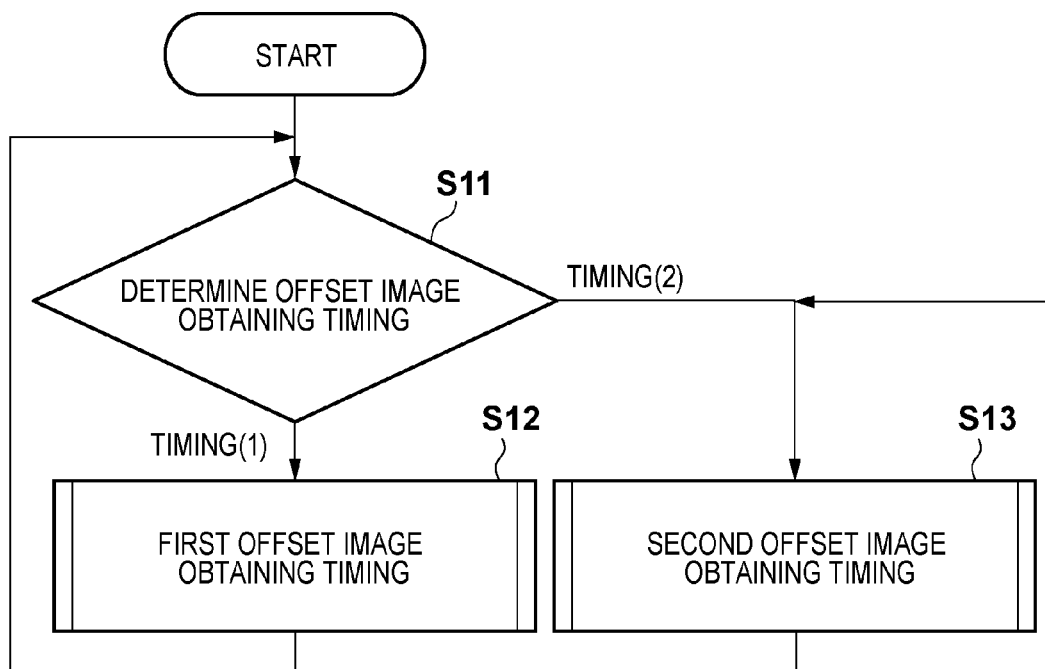 START
S11
DETERMINE OFFSET IMAGE
OBTAINING TIMING
TIMING(2)
TIMING(1)
S12
S13
FIRST OFFSET IMAGE
OBTAINING TIMING
SECOND OFFSET IMAGE
OBTAINING TIMING